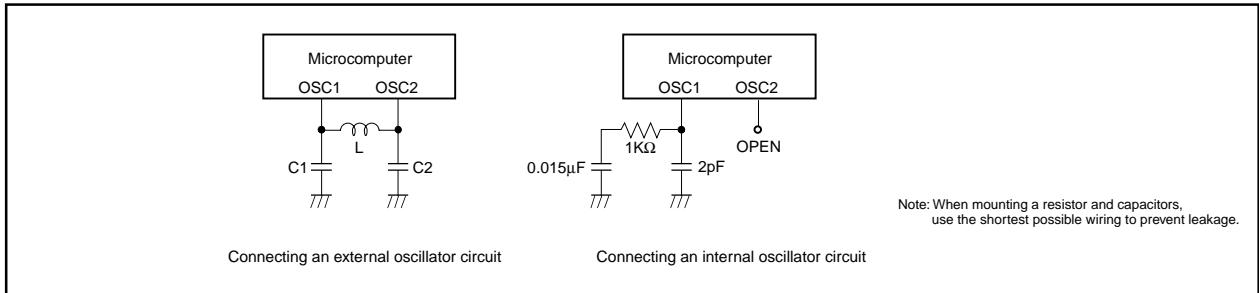 Microcomputer
OSC1 OSC2
L
C1 C2
Connecting an external oscillator circuit
Microcomputer
OSC1 OSC2
1KΩ
OPEN
0.015μF 2pF
Connecting an internal oscillator circuit
Note: When mounting a resistor and capacitors,
use the shortest possible wiring to prevent leakage.